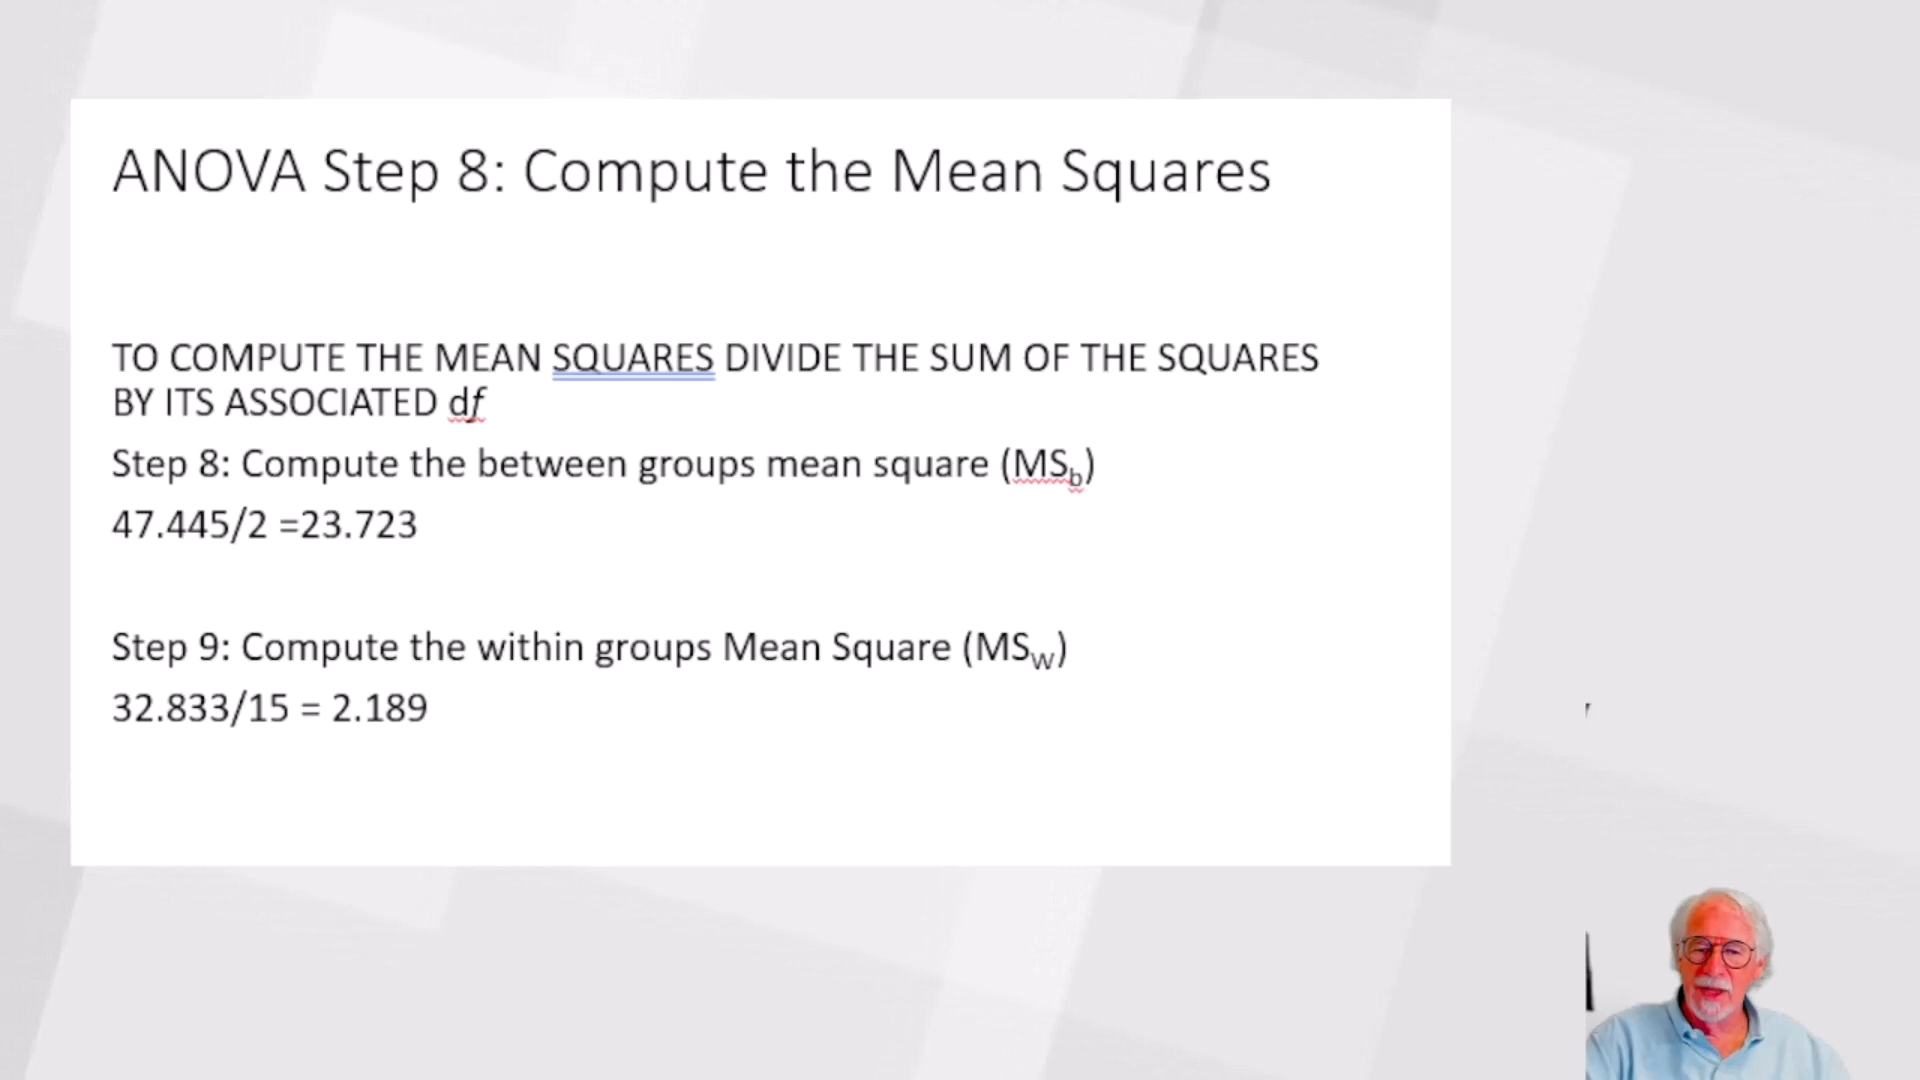 ANOVA Step 8: Compute the Mean Squares
TO COMPUTE THE MEAN SQUARES DIVIDE THE SUM OF THE SQUARES
BY ITS ASSOCIATED df
Step 8: Compute the between groups mean square (MSb)
47.445/2 =23.723
Step 9: Compute the within groups Mean Square (MSw)
32.833/15 = 2.189